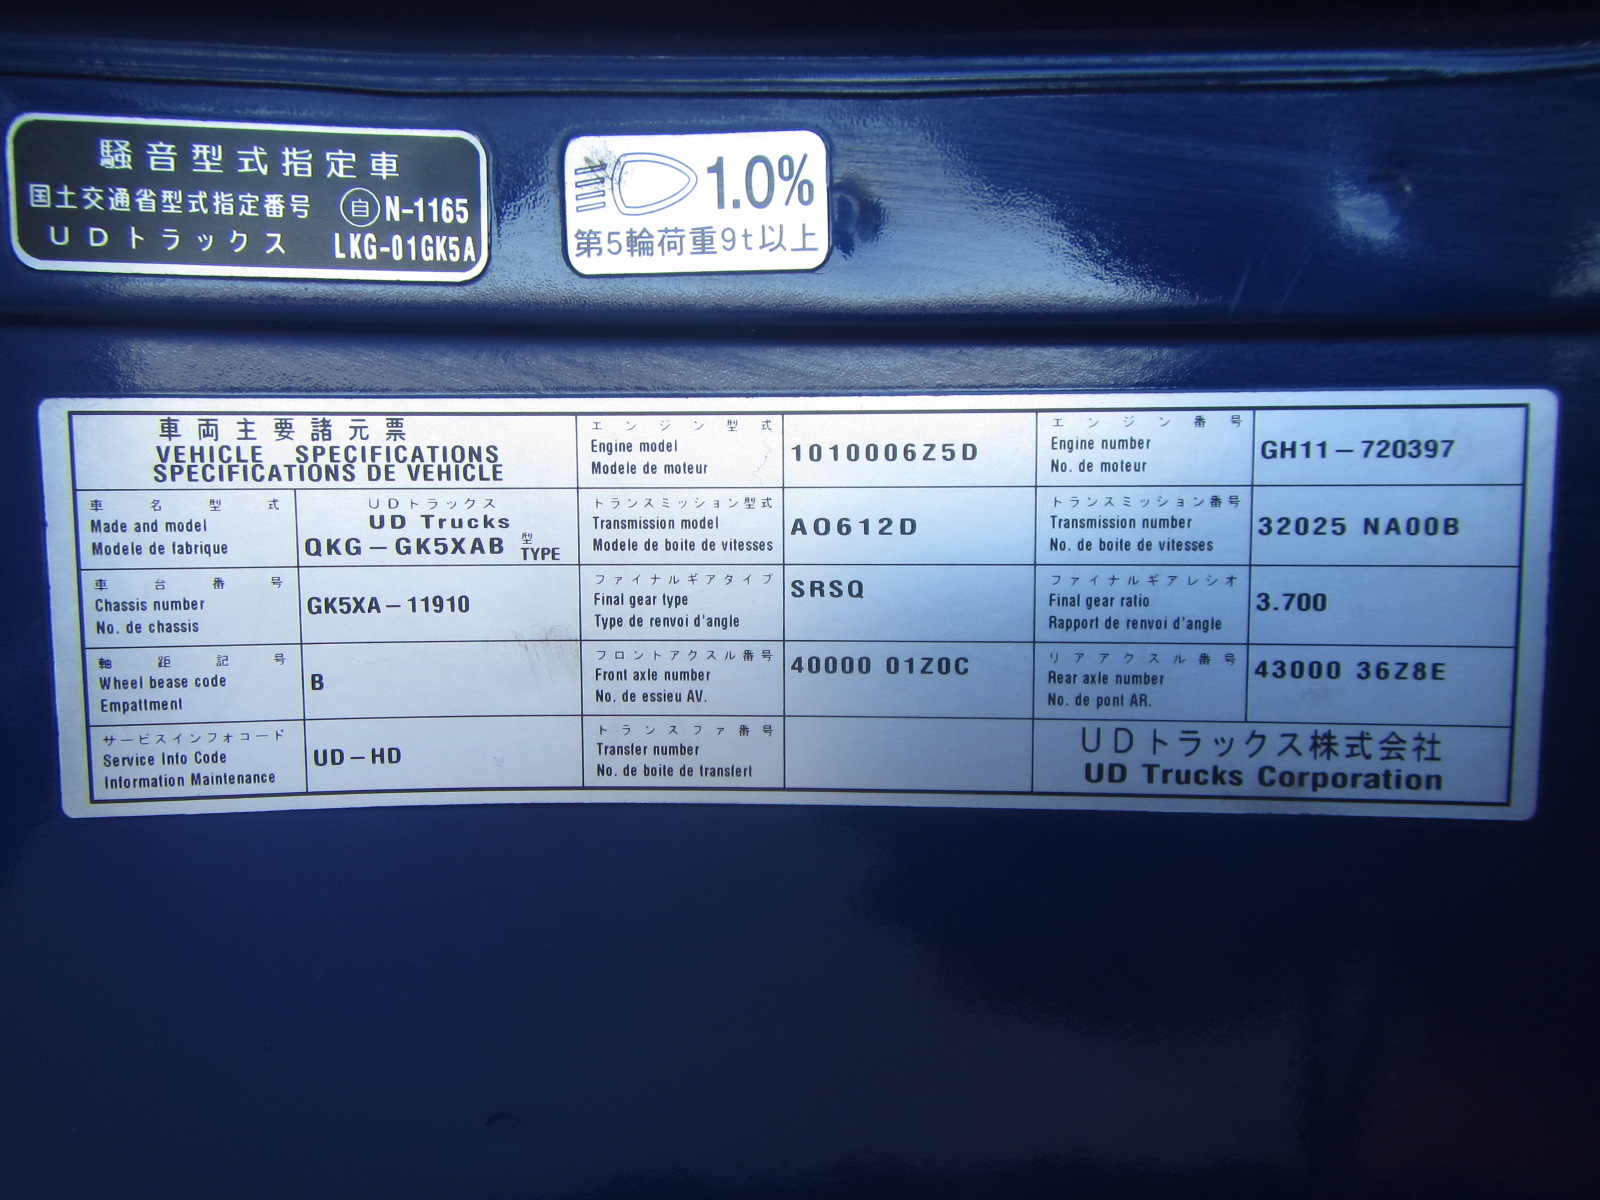 騒音型式指定車
国土交通省型式指定番号 自 N-1165
UDトラックス LKG-01GK5A
1.0%
第5輪荷重9t以上
車両主要諸元票
VEHICLE SPECIFICATIONS
SPECIFICATIONS DE VEHICLE
エンジン型式
Engine model
Modele de moteur
1010006Z5D
エンジン番号
Engine number
No. de moteur
GH11-720397
車名型式
Made and model
Modele de fabrique
UDトラックス
UD Trucks
QKG-GK5XAB 型 TYPE
トランスミッション型式
Transmission model
Modele de boite de vitesses
AO612D
トランスミッション番号
Transmission number
No. de boite de vitesses
32025 NA00B
車台番号
Chassis number
No. de chassis
GK5XA-11910
ファイナルギアタイプ
Final gear type
Type de renvoi d'angle
SRSQ
ファイナルギアレシオ
Final gear ratio
Rapport de renvoi d'angle
3.700
軸距記号
Wheel bease code
Empattment
B
フロントアクスル番号
Front axle number
No. de essieu AV.
40000 01Z0C
リアアクスル番号
Rear axle number
No. de pont AR.
43000 36Z8E
サービスインフォコード
Service Info Code
Information Maintenance
UD-HD
トランスファ番号
Transfer number
No. de boite de transfert
UDトラックス株式会社
UD Trucks Corporation